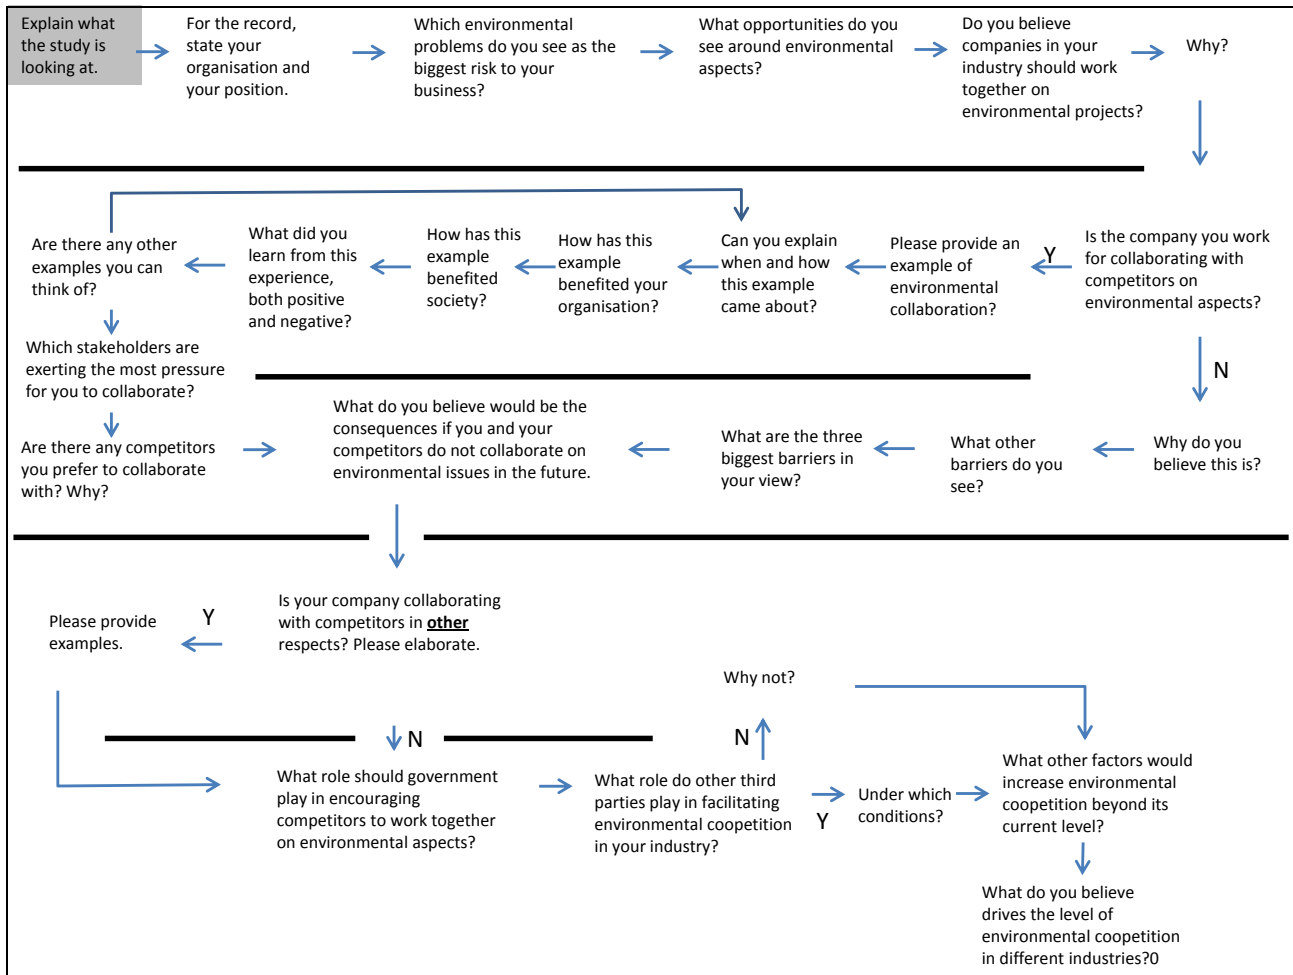 Explain what
the study is
looking at.
For the record,
state your
organisation and
your position.
Which environmental
problems do you see as the
biggest risk to your
business?
What opportunities do you
see around environmental
aspects?
Do you believe
companies in your
industry should work
together on
environmental projects?
Why?
Is the company you work
for collaborating with
competitors on
environmental aspects?
Y
Please provide an
example of
environmental
collaboration?
Can you explain
when and how
this example
came about?
How has this
example
benefited your
organisation?
How has this
example
benefited
society?
What did you
learn from this
experience,
both positive
and negative?
Are there any other
examples you can
think of?
Which stakeholders are
exerting the most pressure
for you to collaborate?
Are there any competitors
you prefer to collaborate
with? Why?
N
Why do you
believe this is?
What other
barriers do you
see?
What are the three
biggest barriers in
your view?
What do you believe would be the
consequences if you and your
competitors do not collaborate on
environmental issues in the future.
Is your company collaborating
with competitors in other
respects? Please elaborate.
Y
Please provide
examples.
N
What role should government
play in encouraging
competitors to work together
on environmental aspects?
What role do other third
parties play in facilitating
environmental coopetition
in your industry?
N
Why not?
Y
Under which
conditions?
What other factors would
increase environmental
coopetition beyond its
current level?
What do you believe
drives the level of
environmental coopetition
in different industries?0